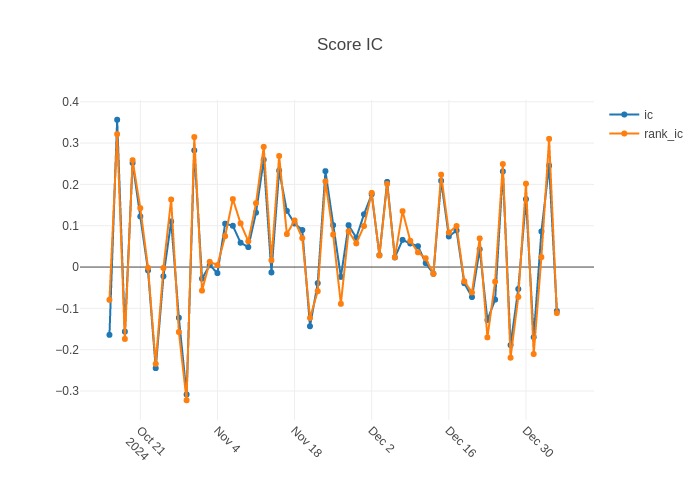 Score IC
0.4
0.3
0.2
0.1
0
−0.1
−0.2
−0.3
Oct 21
2024
Nov 4
Nov 18
Dec 2
Dec 16
Dec 30
ic
rank_ic